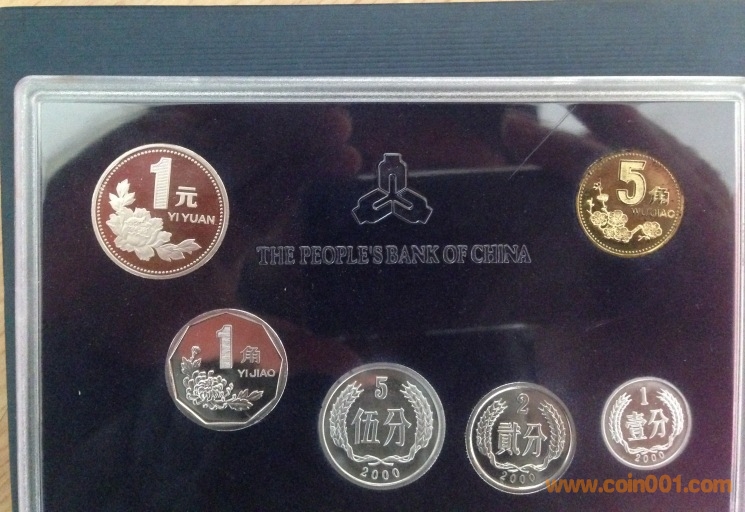 1元
YI YUAN
5角
WU JIAO
THE PEOPLE'S BANK OF CHINA
1角
YI JIAO
5
伍分
2000
2
贰分
2000
1
壹分
2000
www.coin001.com